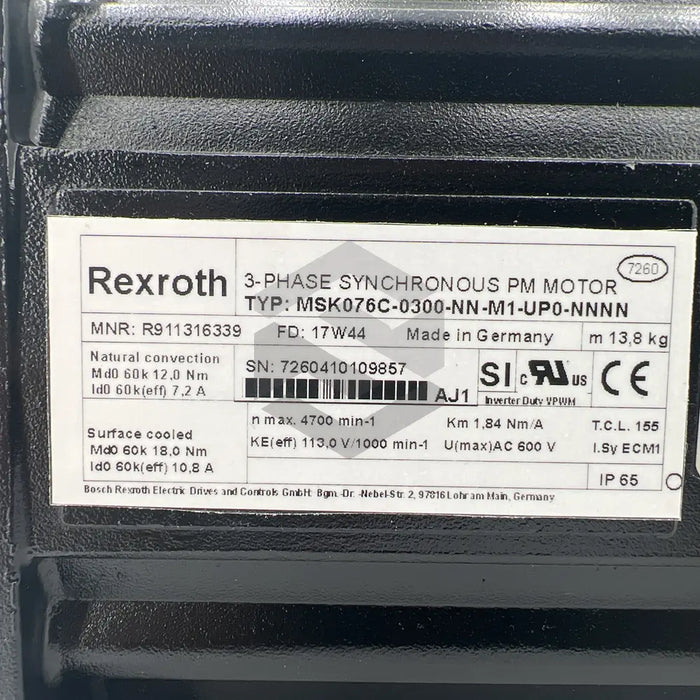 Rexroth
3-PHASE SYNCHRONOUS PM MOTOR
7260
TYP: MSK076C-0300-NN-M1-UP0-NNNN
MNR: R911316339 FD: 17W44 Made in Germany m 13,8 kg
Natural convection
Md0 60k 12,0 Nm
Id0 60k(eff) 7,2 A
SN: 7260410109857
AJ1
SI
c RU US
Inverter Duty VPWM
CE
Surface cooled
Md0 60k 18,0 Nm
Id0 60k(eff) 10,8 A
n max. 4700 min-1 Km 1,84 Nm/A T.C.L. 155
KE(eff) 113,0 V/1000 min-1 U(max)AC 600 V I.Sy ECM1
IP 65
Bosch Rexroth Electric Drives and Controls GmbH: Bgm.-Dr. -Nebel-Str. 2, 97816 Lohr am Main, Germany